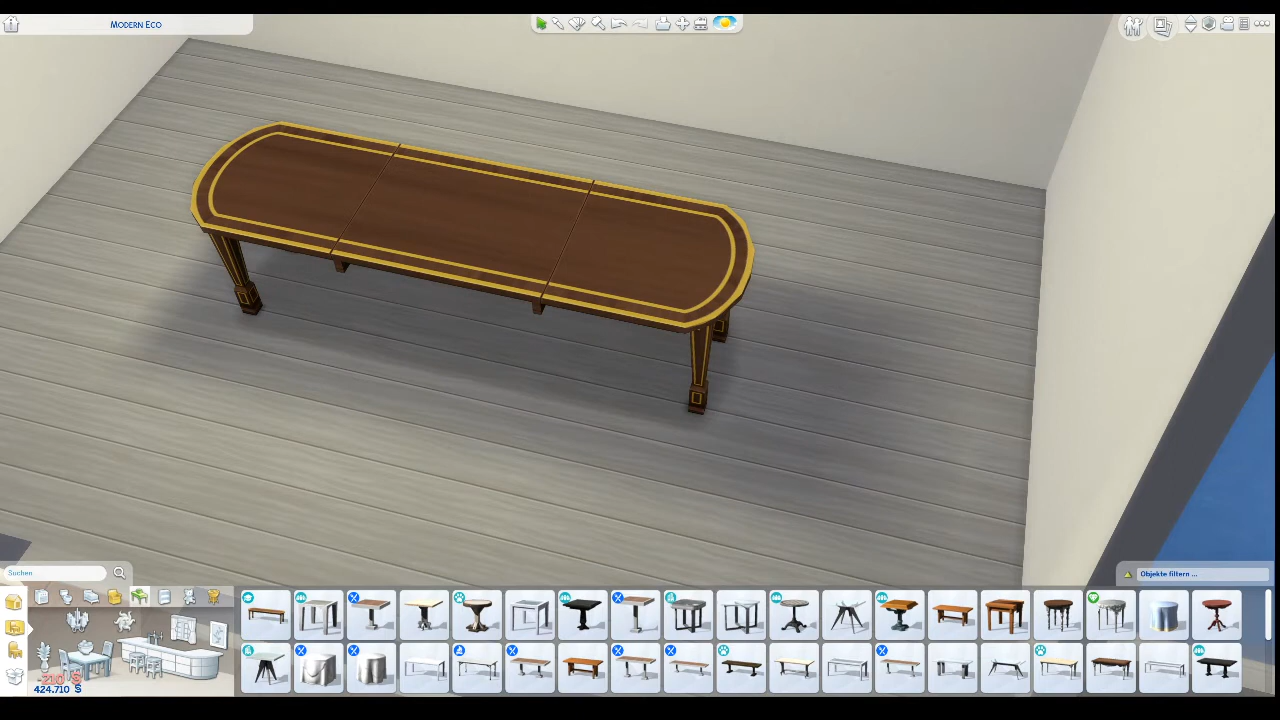 MODERN ECO
Suchen
Objekte filtern ...
-210 §
424.710 §